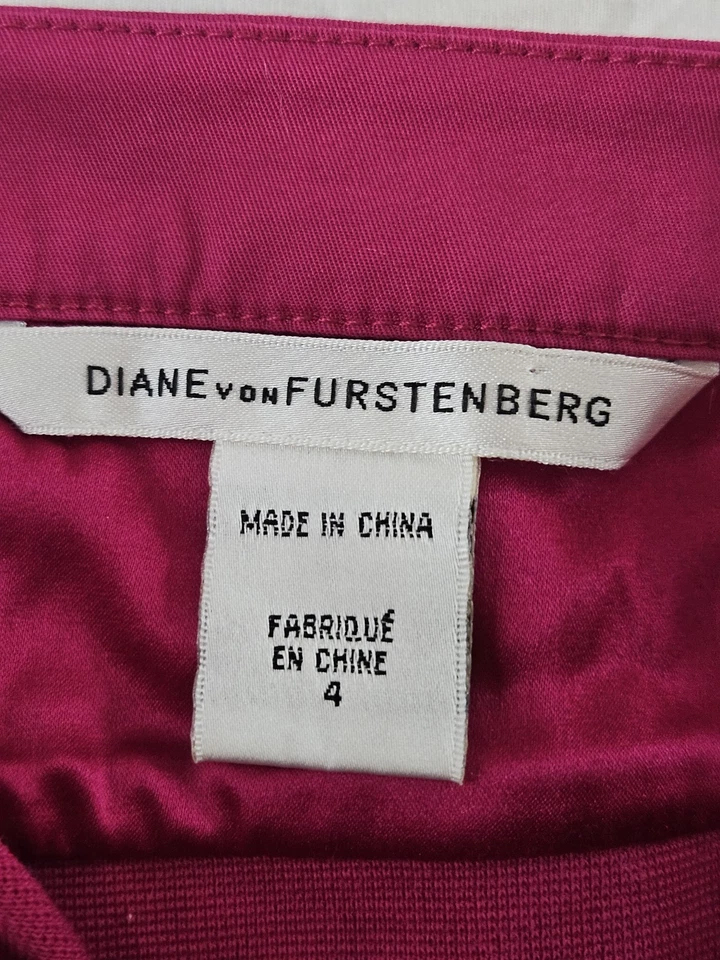 DIANE VON FURSTENBERG
MADE IN CHINA
FABRIQUÉ
EN CHINE
4